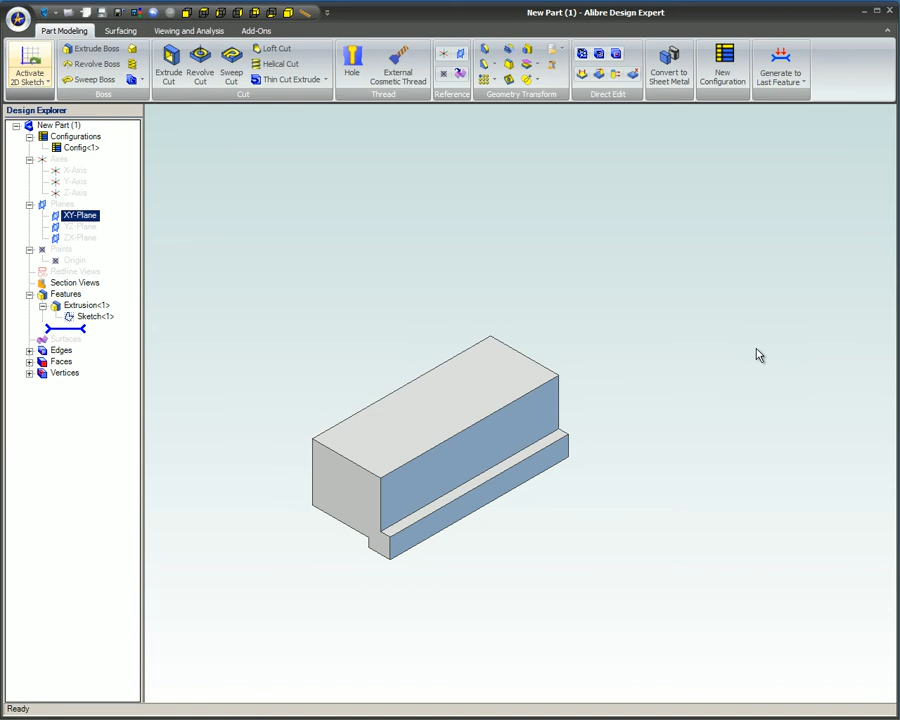 New Part (1) - Alibre Design Expert
Part Modeling
Surfacing
Viewing and Analysis
Add-Ons
Activate
2D Sketch
Extrude Boss
Revolve Boss
Sweep Boss
Boss
Extrude
Cut
Revolve
Cut
Sweep
Cut
Loft Cut
Helical Cut
Thin Cut Extrude
Cut
Hole
External
Cosmetic Thread
Thread
Reference
Geometry Transform
Direct Edit
Convert to
Sheet Metal
New
Configuration
Generate to
Last Feature
Design Explorer
New Part (1)
Configurations
Config<1>
Axes
X-Axis
Y-Axis
Z-Axis
Planes
XY-Plane
YZ-Plane
ZX-Plane
Points
Origin
Redline Views
Section Views
Features
Extrusion<1>
Sketch<1>
Surfaces
Edges
Faces
Vertices
Ready